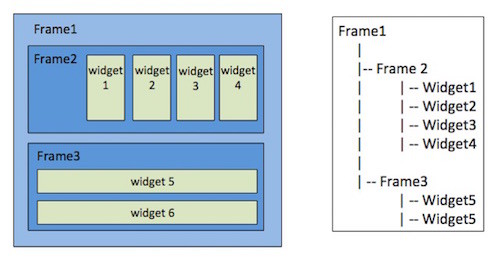 Frame1
Frame2
widget
1
widget
2
widget
3
widget
4
Frame3
widget 5
widget 6
Frame1
|
|-- Frame 2
| | -- Widget1
| | -- Widget2
| | -- Widget3
| | -- Widget4
|
| -- Frame3
| -- Widget5
| -- Widget5